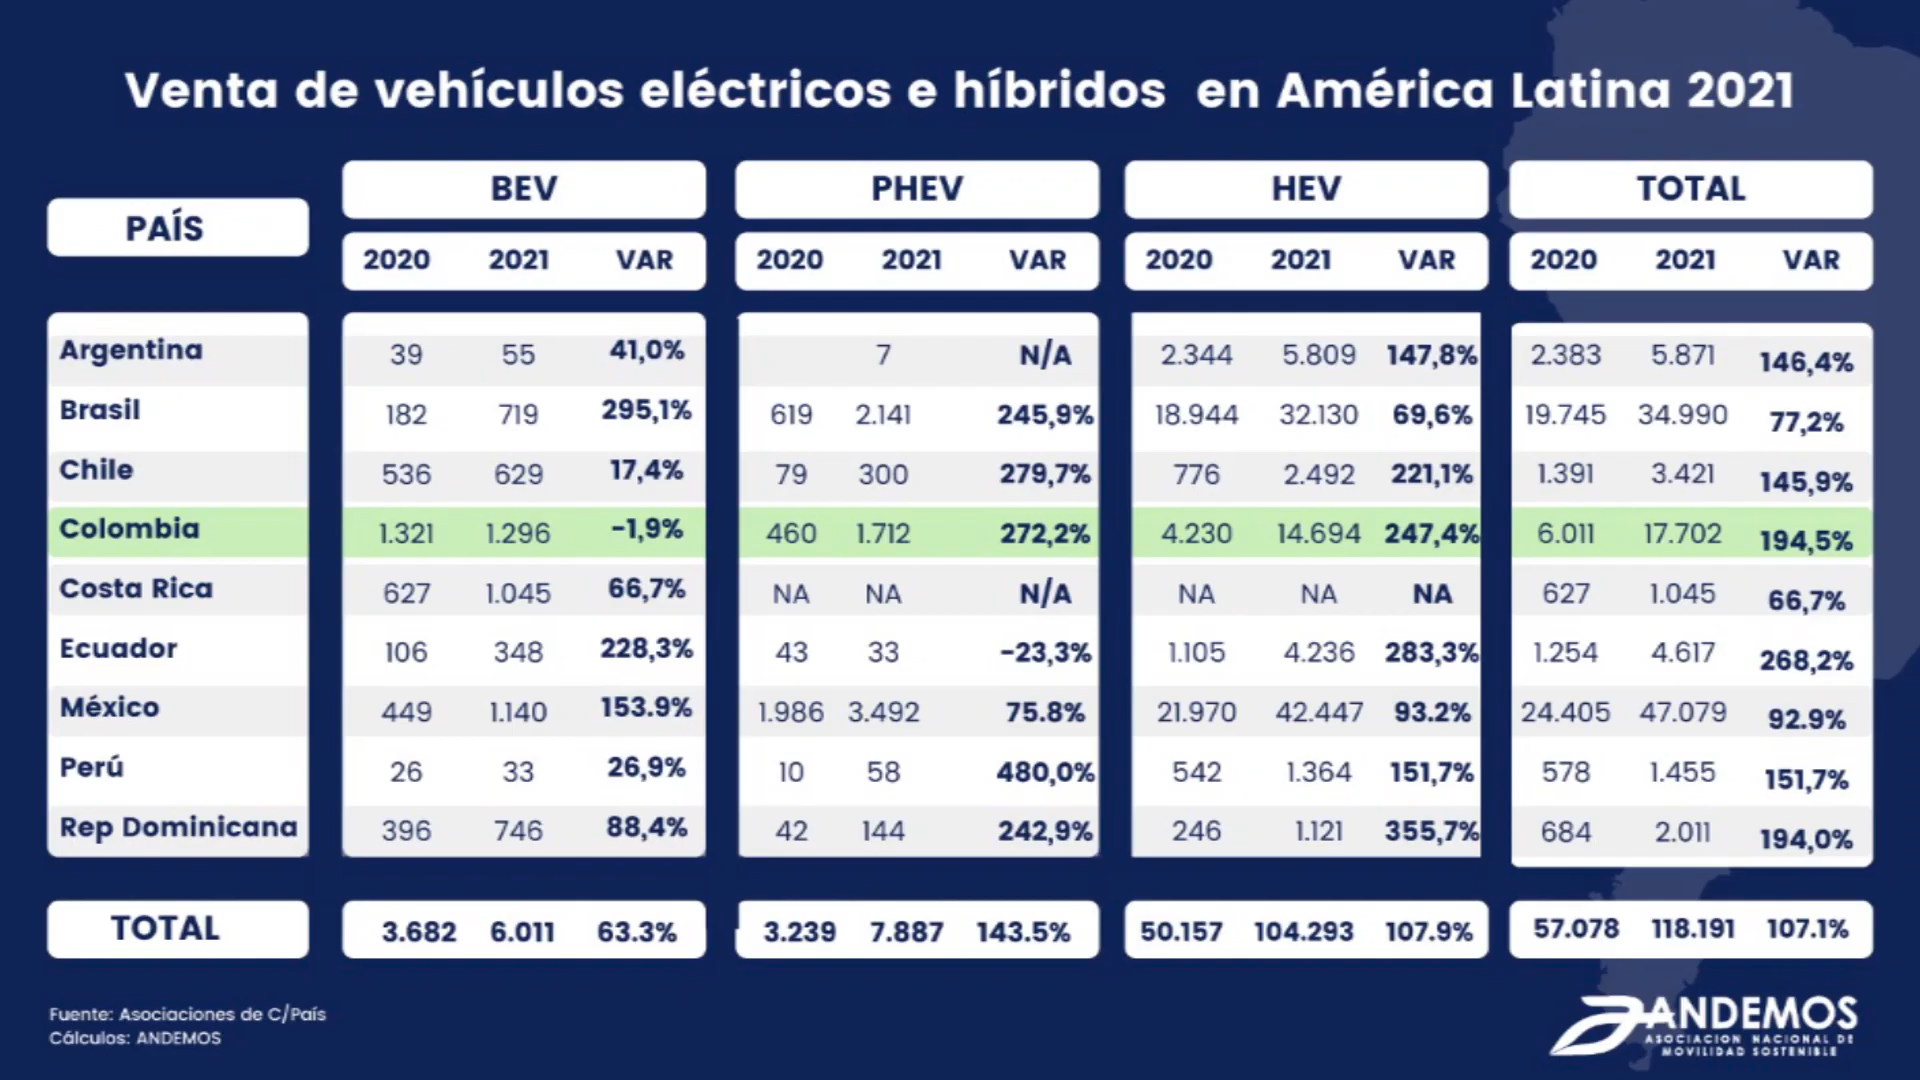 Venta de vehículos eléctricos e híbridos en América Latina 2021
PAÍS BEV PHEV HEV TOTAL
2020 2021 VAR 2020 2021 VAR 2020 2021 VAR 2020 2021 VAR
Argentina 39 55 41,0% 7 N/A 2.344 5.809 147,8% 2.383 5.871 146,4%
Brasil 182 719 295,1% 619 2.141 245,9% 18.944 32.130 69,6% 19.745 34.990 77,2%
Chile 536 629 17,4% 79 300 279,7% 776 2.492 221,1% 1.391 3.421 145,9%
Colombia 1.321 1.296 -1,9% 460 1.712 272,2% 4.230 14.694 247,4% 6.011 17.702 194,5%
Costa Rica 627 1.045 66,7% NA NA N/A NA NA NA 627 1.045 66,7%
Ecuador 106 348 228,3% 43 33 -23,3% 1.105 4.236 283,3% 1.254 4.617 268,2%
México 449 1.140 153.9% 1.986 3.492 75.8% 21.970 42.447 93.2% 24.405 47.079 92.9%
Perú 26 33 26,9% 10 58 480,0% 542 1.364 151,7% 578 1.455 151,7%
Rep Dominicana 396 746 88,4% 42 144 242,9% 246 1.121 355,7% 684 2.011 194,0%
TOTAL 3.682 6.011 63.3% 3.239 7.887 143.5% 50.157 104.293 107.9% 57.078 118.191 107.1%
Fuente: Asociaciones de C/País
Cálculos: ANDEMOS
ANDEMOS
ASOCIACION NACIONAL DE
MOVILIDAD SOSTENIBLE